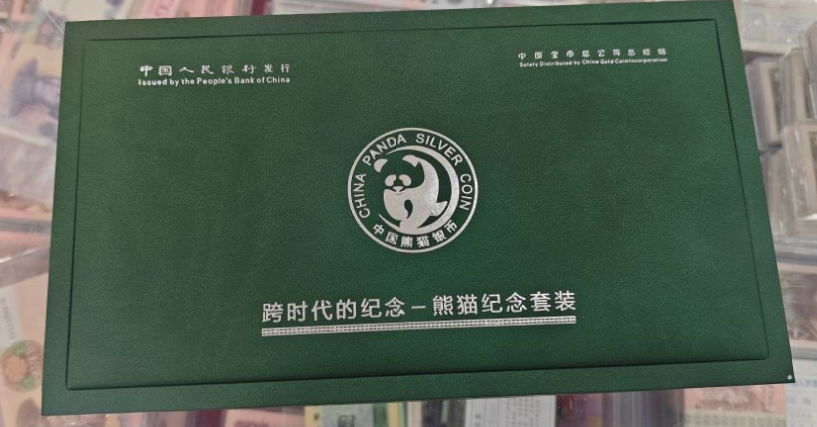 中国人民银行发行
Issued by the People's Bank of China
中国金币总公司总经销
Solely Distributed by China Gold Coin Incorporation
CHINA PANDA SILVER COIN
中国熊猫银币
跨时代的纪念－熊猫纪念套装